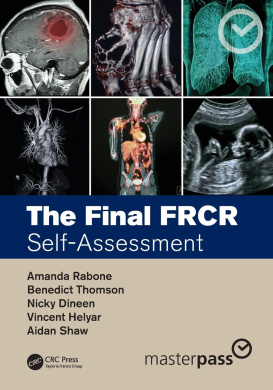 The Final FRCR
Self-Assessment
Amanda Rabone
Benedict Thomson
Nicky Dineen
Vincent Helyar
Aidan Shaw
CRC
CRC Press
Taylor & Francis Group
masterpass